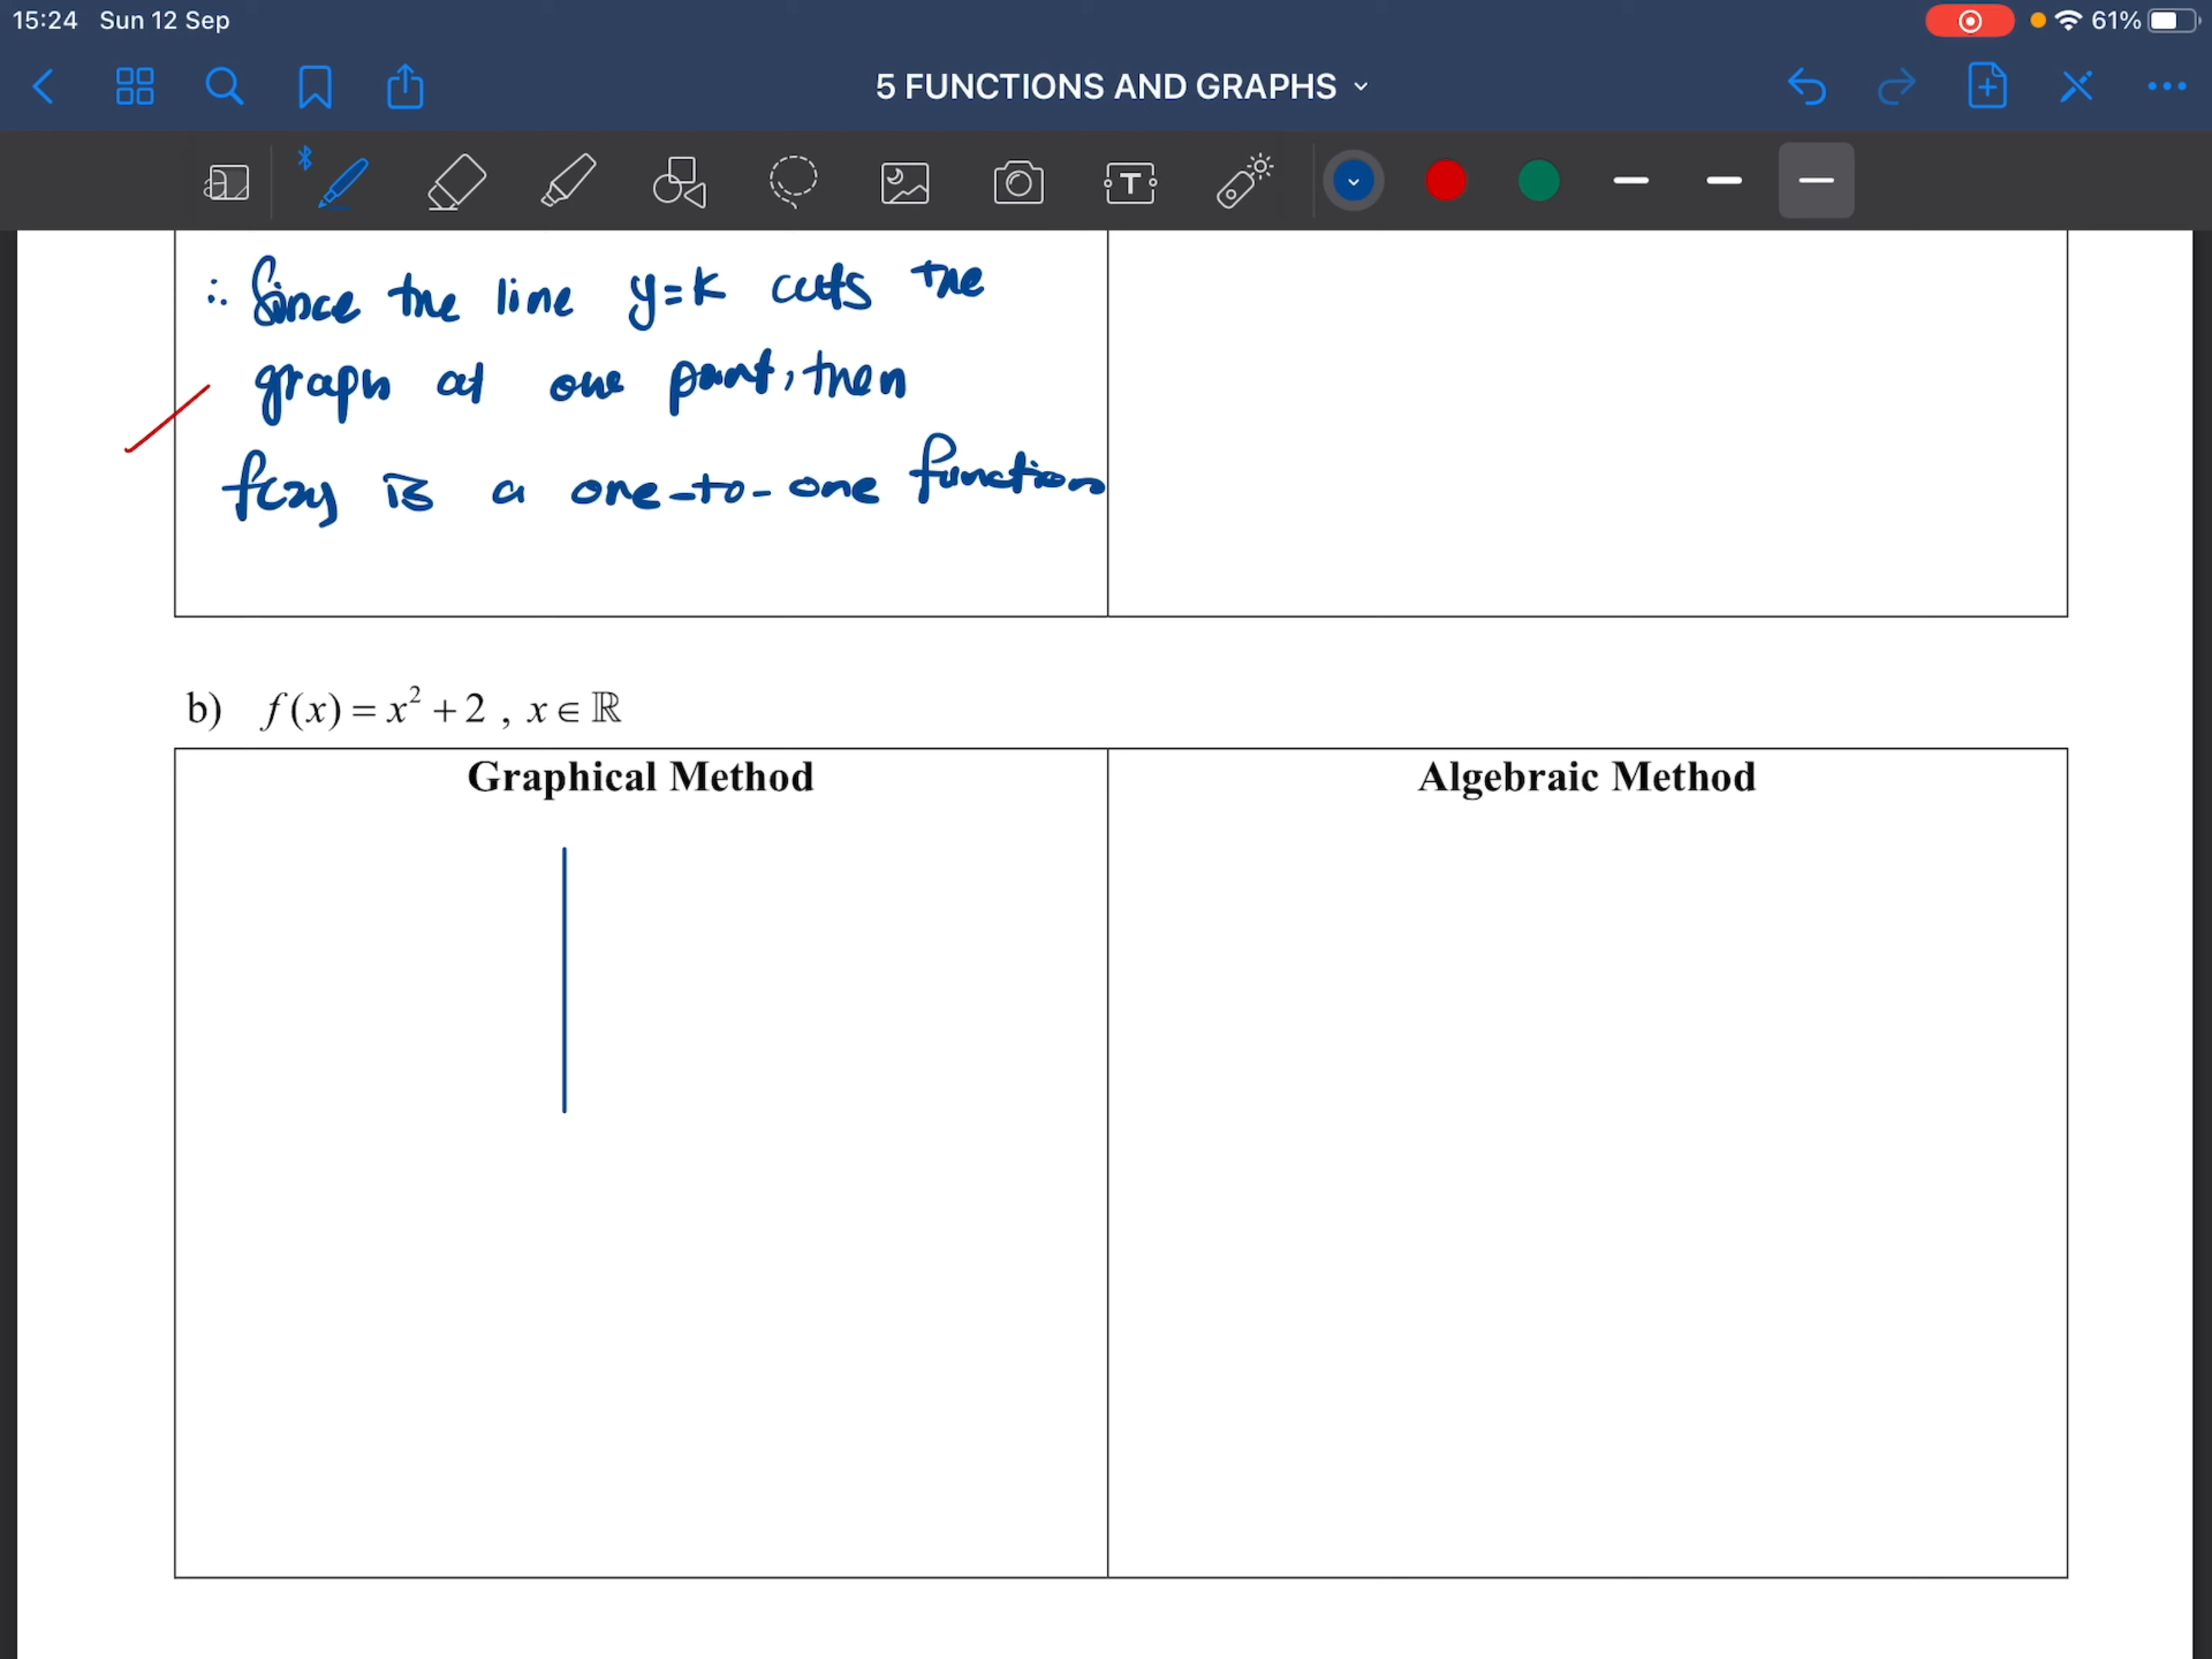 15:24 Sun 12 Sep
61%
5 FUNCTIONS AND GRAPHS
T
∴ Since the line y=k cuts the
graph at one point, then
f(x) is a one-to-one function
b) f(x) = x² + 2 , x ∈ ℝ
Graphical Method
Algebraic Method